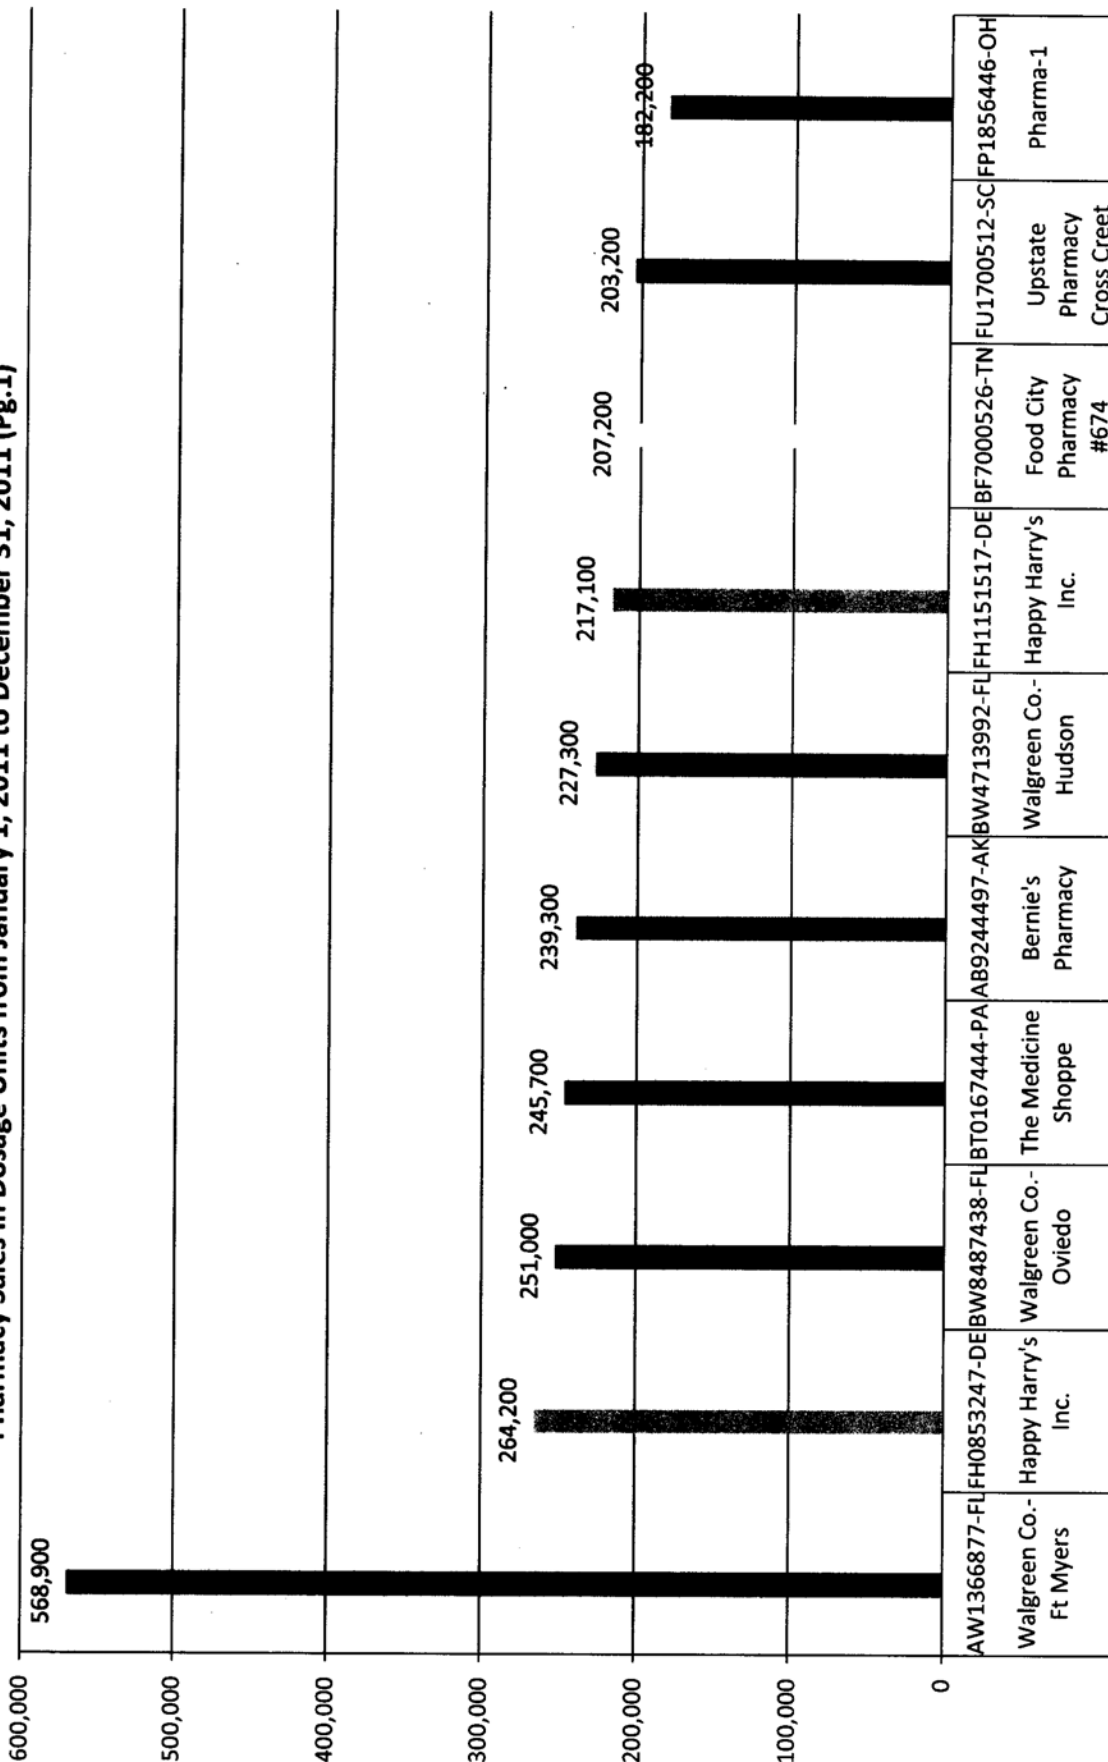 Pharmacy Sales in Dosage Units from January 1, 2011 to December 31, 2011 (Pg.1)
600,000
500,000
400,000
300,000
200,000
100,000
0
568,900
264,200
251,000
245,700
239,300
227,300
217,100
207,200
203,200
182,200
AW1366877-FL
Walgreen Co.-
Ft Myers
FH0853247-DE
Happy Harry's
Inc.
BW8487438-FL
Walgreen Co.-
Oviedo
BT0167444-PA
The Medicine
Shoppe
AB9244497-AK
Bernie's
Pharmacy
BW4713992-FL
Walgreen Co.-
Hudson
FH1151517-DE
Happy Harry's
Inc.
BF7000526-TN
Food City
Pharmacy
#674
FU1700512-SC
Upstate
Pharmacy
Cross Creet
FP1856446-OH
Pharma-1